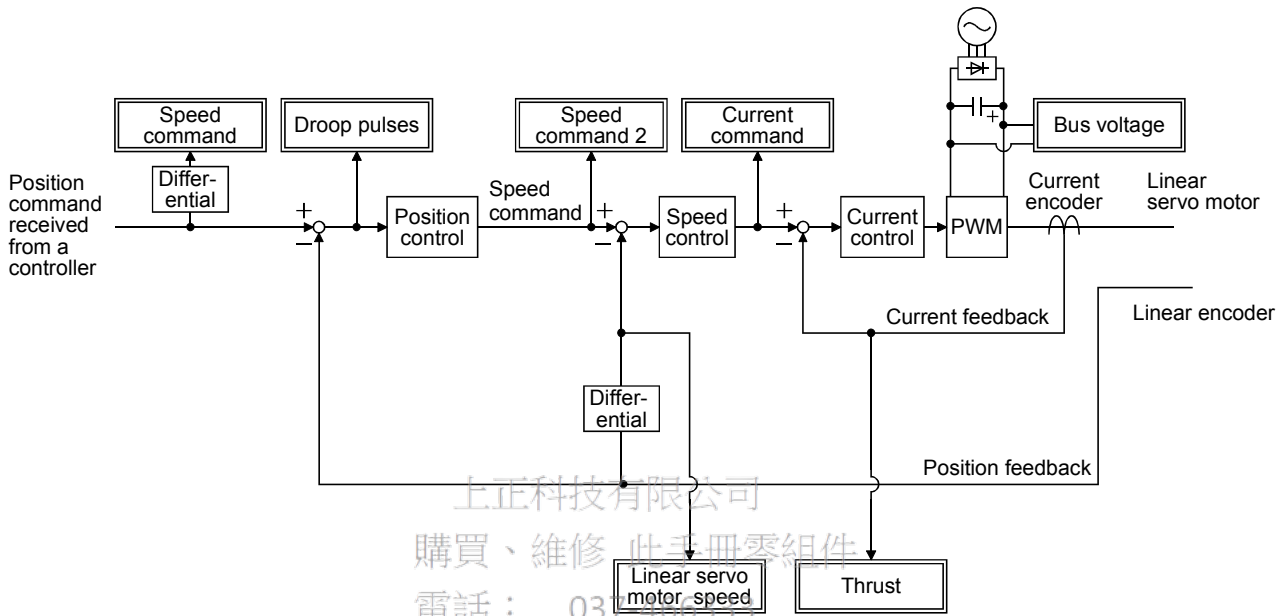 Speed
command
Droop pulses
Speed
command 2
Current
command
Bus voltage
Position
command
received
from a
controller
Differ-
ential
+
−
Position
control
Speed
command
+
−
Speed
control
+
−
Current
control
PWM
+
Current
encoder
Linear
servo motor
Current feedback
Linear encoder
Differ-
ential
Position feedback
上正科技有限公司
購買、維修 此手冊零組件
Linear servo
motor speed
Thrust
電話： 037-466333